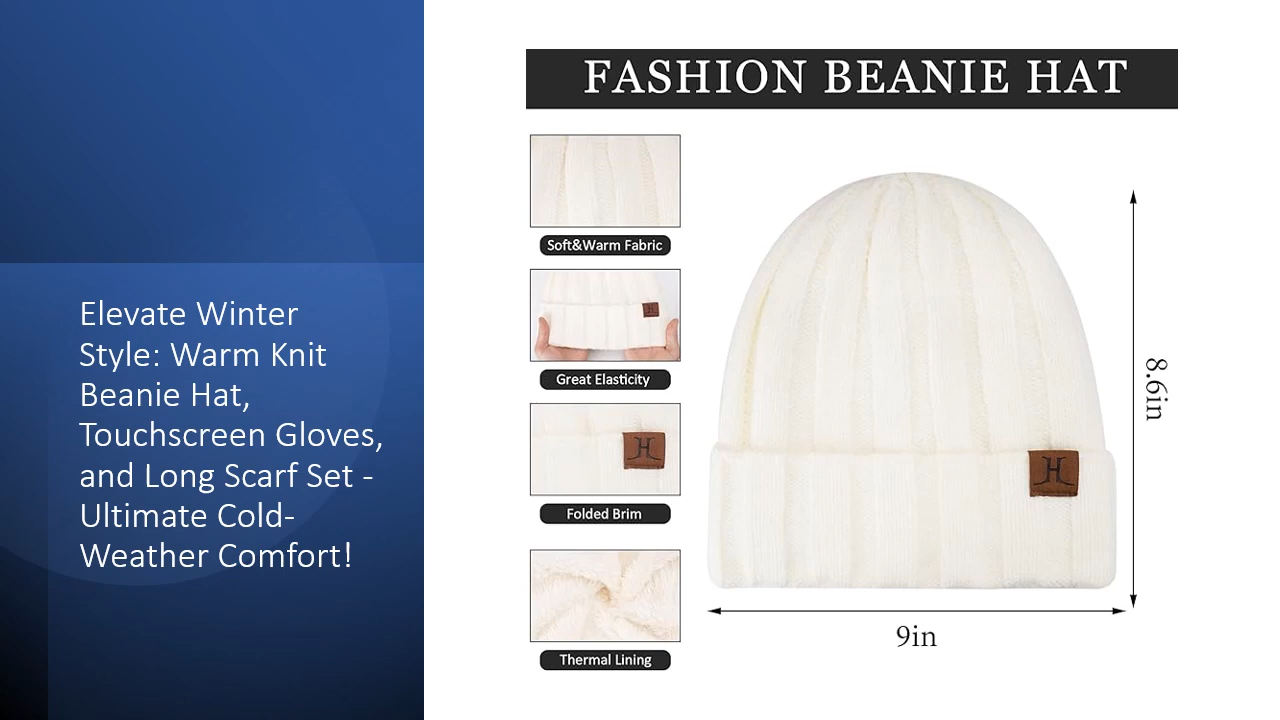 Elevate Winter
Style: Warm Knit
Beanie Hat,
Touchscreen Gloves,
and Long Scarf Set -
Ultimate Cold-
Weather Comfort!
FASHION BEANIE HAT
Soft&Warm Fabric
Great Elasticity
Folded Brim
Thermal Lining
H
8.6in
9in